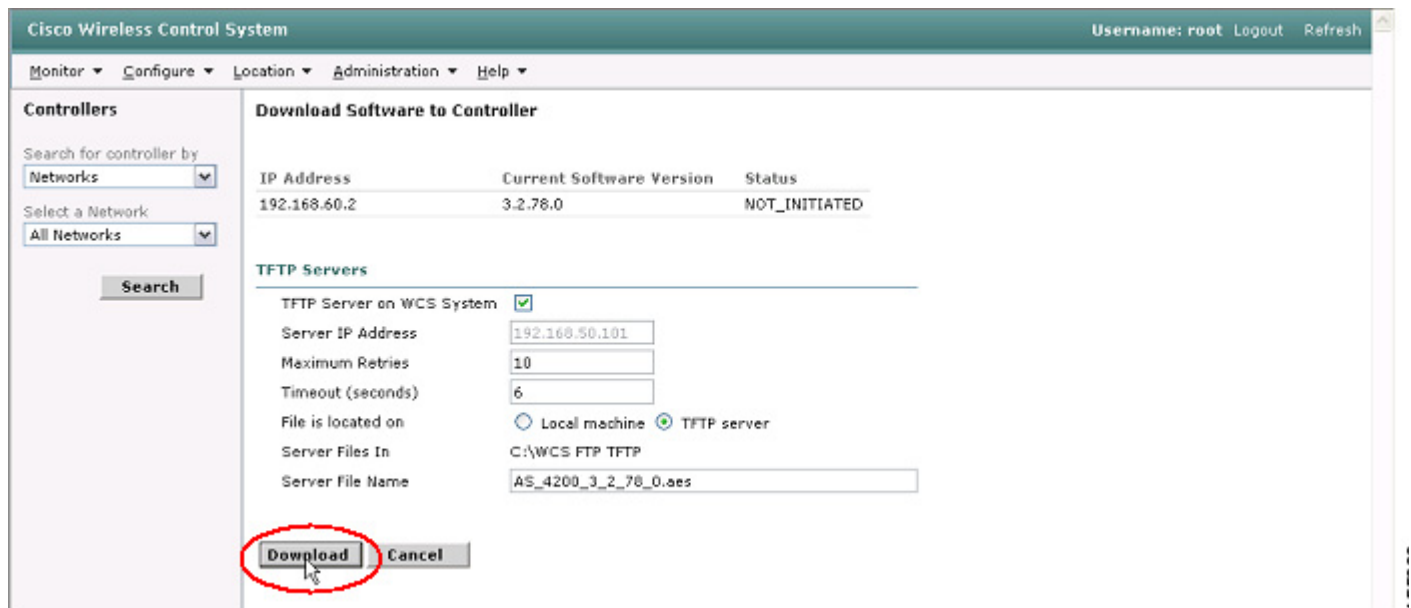 Cisco Wireless Control System
Username: root Logout Refresh
Monitor Configure Location Administration Help
Controllers
Search for controller by
Networks
Select a Network
All Networks
Search
Download Software to Controller
IP Address Current Software Version Status
192.168.60.2 3.2.78.0 NOT_INITIATED
TFTP Servers
TFTP Server on WCS System
Server IP Address 192.168.50.101
Maximum Retries 10
Timeout (seconds) 6
File is located on Local machine TFTP server
Server Files In C:\WCS FTP TFTP
Server File Name AS_4200_3_2_78_0.aes
Download Cancel